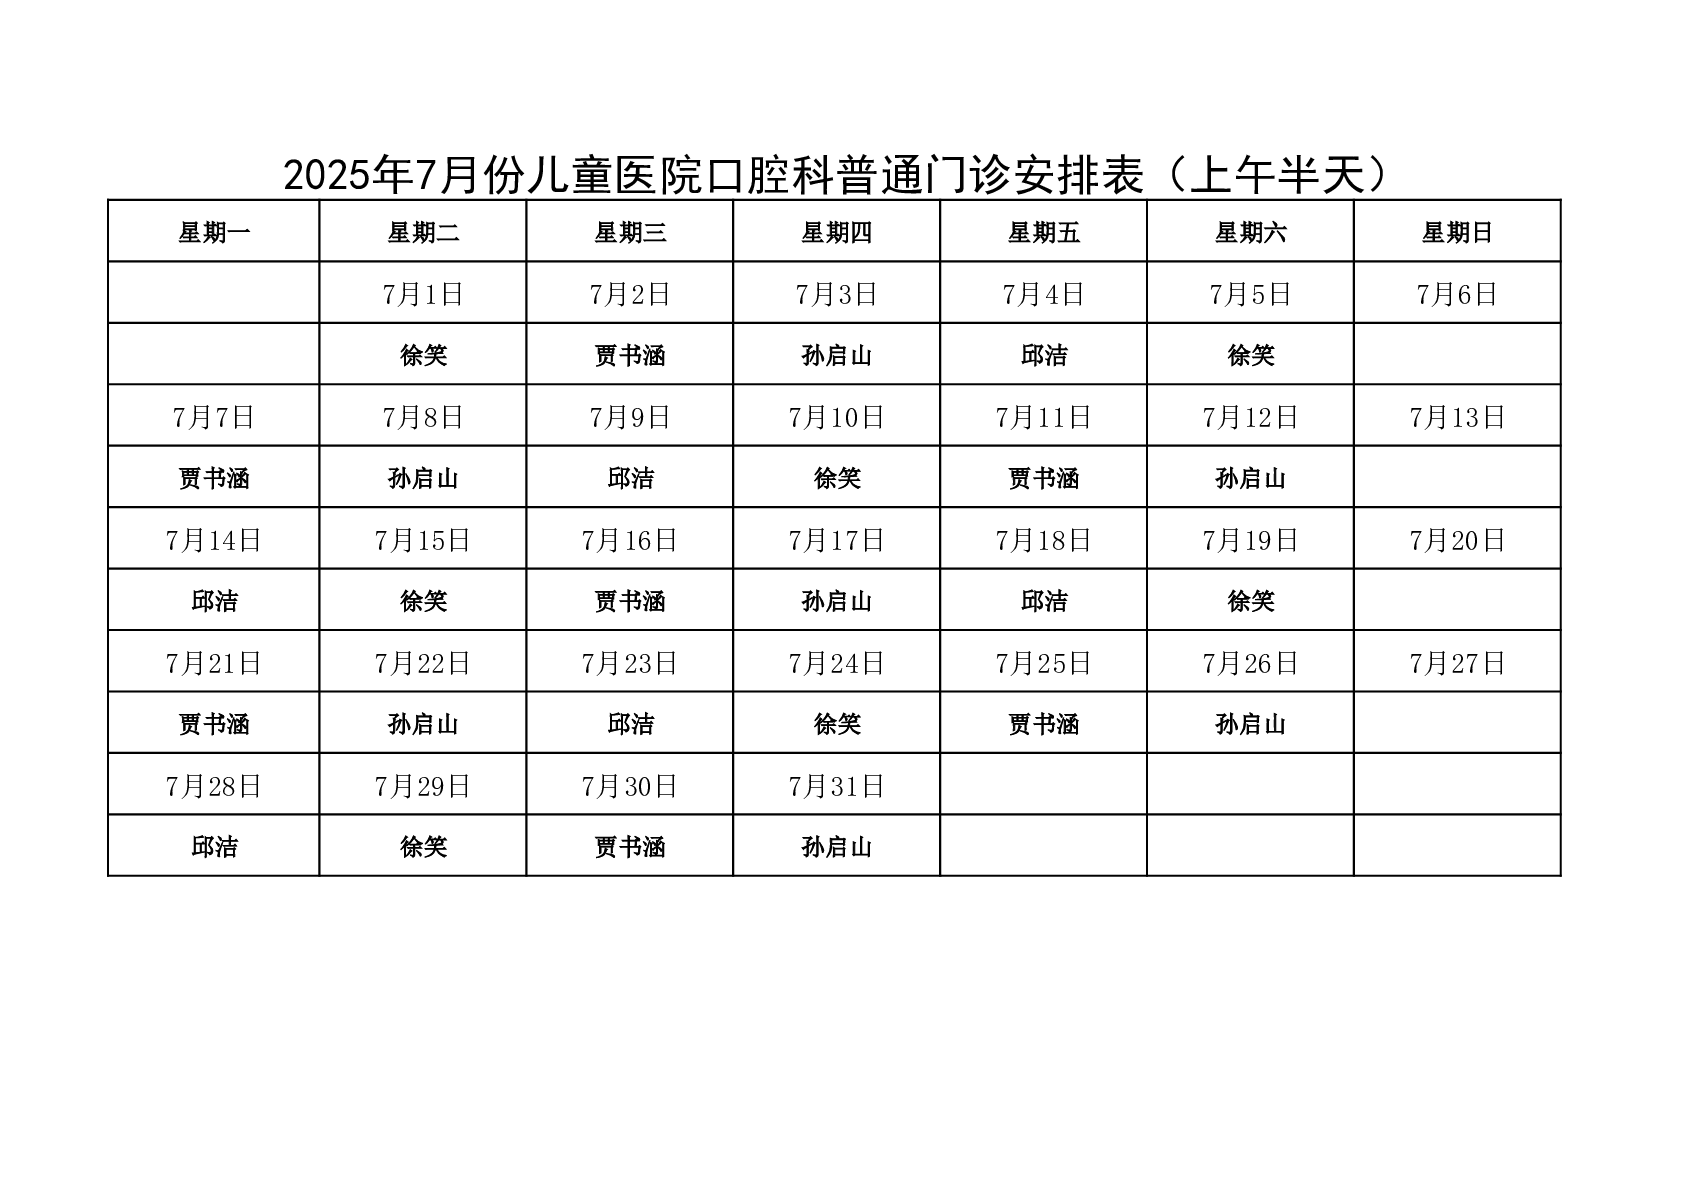 2025年7月份儿童医院口腔科普通门诊安排表（上午半天）
星期一 星期二 星期三 星期四 星期五 星期六 星期日
7月1日 7月2日 7月3日 7月4日 7月5日 7月6日
徐笑 贾书涵 孙启山 邱洁 徐笑
7月7日 7月8日 7月9日 7月10日 7月11日 7月12日 7月13日
贾书涵 孙启山 邱洁 徐笑 贾书涵 孙启山
7月14日 7月15日 7月16日 7月17日 7月18日 7月19日 7月20日
邱洁 徐笑 贾书涵 孙启山 邱洁 徐笑
7月21日 7月22日 7月23日 7月24日 7月25日 7月26日 7月27日
贾书涵 孙启山 邱洁 徐笑 贾书涵 孙启山
7月28日 7月29日 7月30日 7月31日
邱洁 徐笑 贾书涵 孙启山